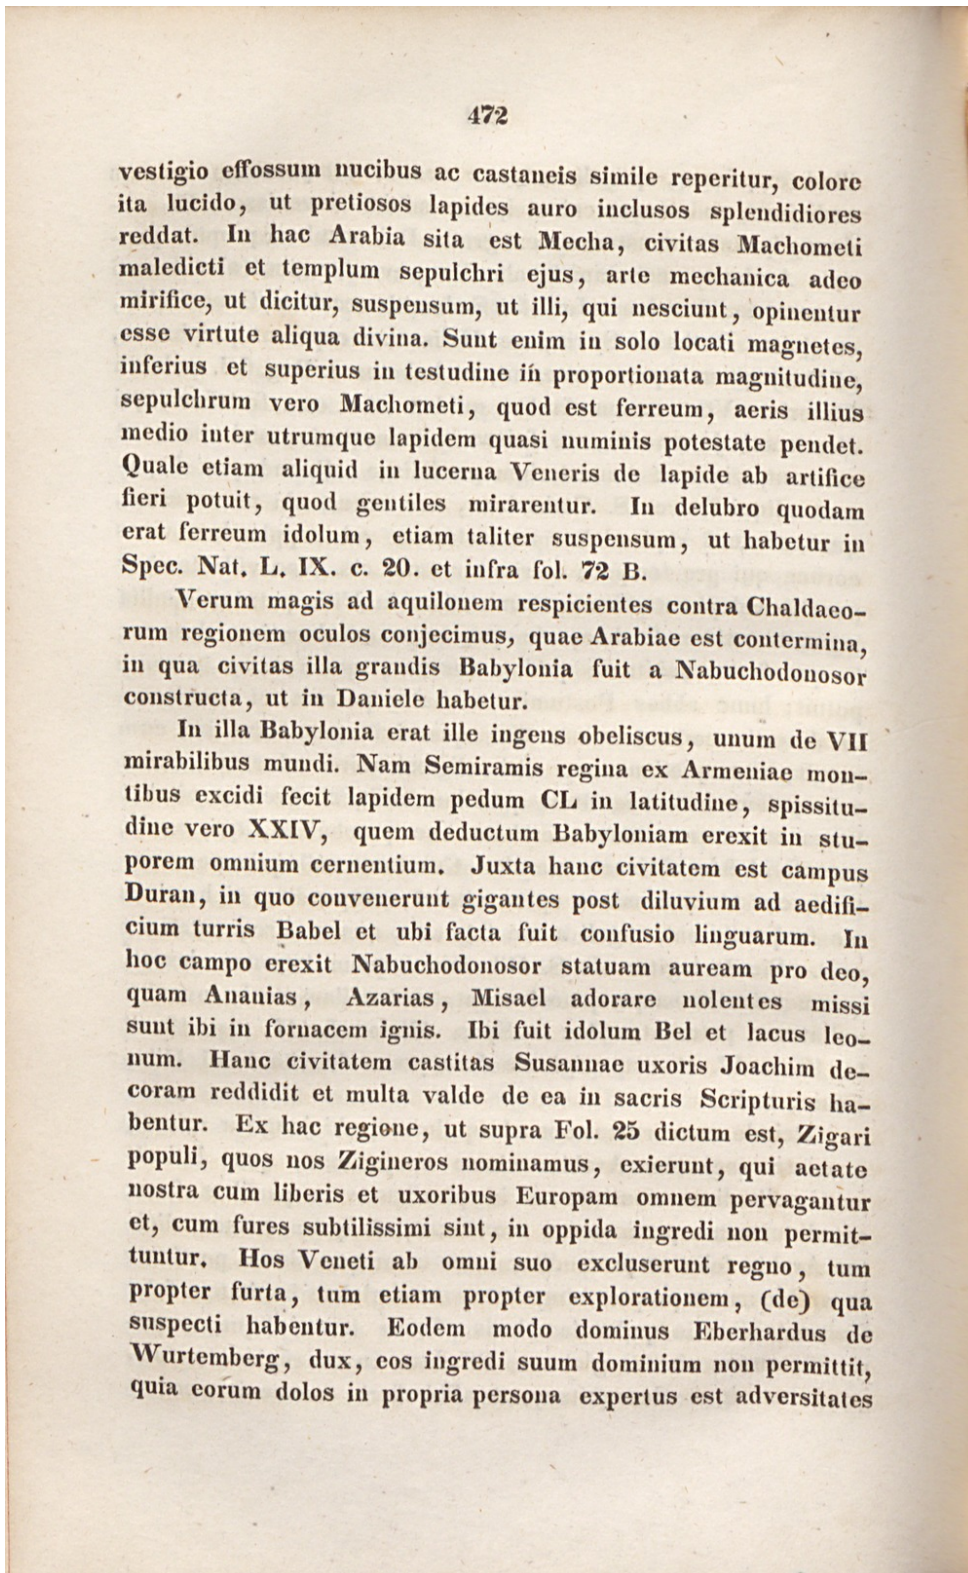 472
vestigio effossum nucibus ac castaneis simile reperitur, colore
ita lucido, ut pretiosos lapides auro inclusos splendidiores
reddat. In hac Arabia sita est Mecha, civitas Machometi
maledicti et templum sepulchri ejus, arte mechanica adeo
mirifice, ut dicitur, suspensum, ut illi, qui nesciunt, opinentur
esse virtute aliqua divina. Sunt enim in solo locati magnetes,
inferius et superius in testudine in proportionata magnitudine,
sepulchrum vero Machometi, quod est ferreum, aeris illius
medio inter utrumque lapidem quasi numinis potestate pendet.
Quale etiam aliquid in lucerna Veneris de lapide ab artifice
fieri potuit, quod gentiles mirarentur. In delubro quodam
erat ferreum idolum, etiam taliter suspensum, ut habetur in
Spec. Nat. L. IX. c. 20. et infra fol. 72 B.
Verum magis ad aquilonem respicientes contra Chaldaeo-
rum regionem oculos conjecimus, quae Arabiae est contermina,
in qua civitas illa grandis Babylonia fuit a Nabuchodonosor
constructa, ut in Daniele habetur.
In illa Babylonia erat ille ingens obeliscus, unum de VII
mirabilibus mundi. Nam Semiramis regina ex Armeniae mon-
tibus excidi fecit lapidem pedum CL in latitudine, spissitu-
dine vero XXIV, quem deductum Babyloniam erexit in stu-
porem omnium cernentium. Juxta hanc civitatem est campus
Duran, in quo convenerunt gigantes post diluvium ad aedifi-
cium turris Babel et ubi facta fuit confusio linguarum. In
hoc campo erexit Nabuchodonosor statuam auream pro deo,
quam Ananias, Azarias, Misael adorare nolentes missi
sunt ibi in fornacem ignis. Ibi fuit idolum Bel et lacus leo-
num. Hanc civitatem castitas Susannae uxoris Joachim de-
coram reddidit et multa valde de ea in sacris Scripturis ha-
bentur. Ex hac regione, ut supra Fol. 25 dictum est, Zigari
populi, quos nos Zigineros nominamus, exierunt, qui aetate
nostra cum liberis et uxoribus Europam omnem pervagantur
et, cum fures subtilissimi sint, in oppida ingredi non permit-
tuntur. Hos Veneti ab omni suo excluserunt regno, tum
propter furta, tum etiam propter explorationem, (de) qua
suspecti habentur. Eodem modo dominus Eberhardus de
Wurtemberg, dux, eos ingredi suum dominium non permittit,
quia eorum dolos in propria persona expertus est adversitates